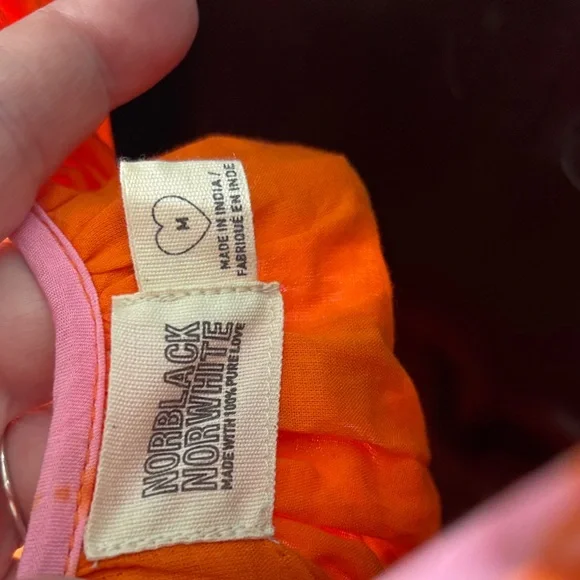 M
MADE IN INDIA /
FABRIQUÉ EN INDE
NORBLACK
NORWHITE
MADE WITH 100% PURE LOVE